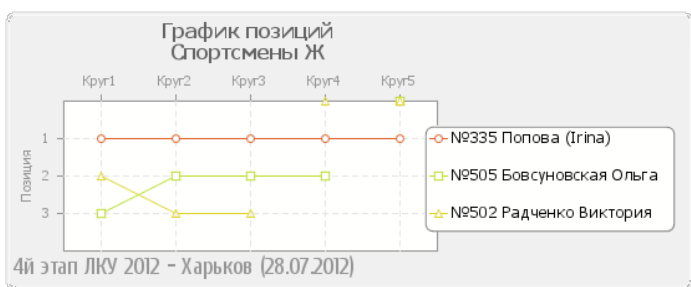 График позиций
Спортсмены Ж
Круг1 Круг2 Круг3 Круг4 Круг5
Позиция
1
2
3
№335 Попова (Irina)
№505 Бовсуновская Ольга
№502 Радченко Виктория
4й этап ЛКУ 2012 - Харьков (28.07.2012)